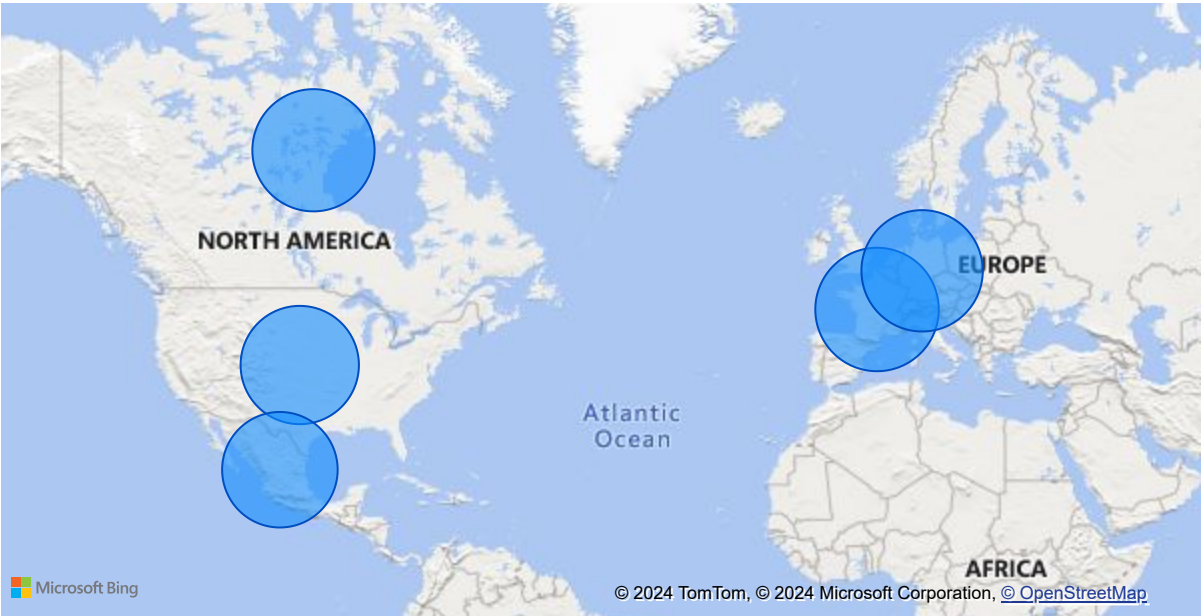 NORTH AMERICA
EUROPE
Atlantic
Ocean
AFRICA
Microsoft Bing
© 2024 TomTom, © 2024 Microsoft Corporation, © OpenStreetMap